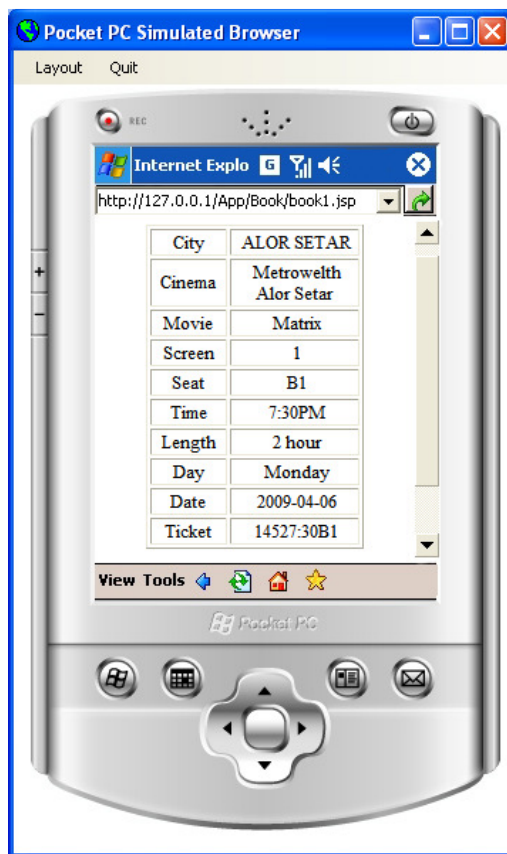 Pocket PC Simulated Browser
Layout Quit
REC
Internet Explo G
http://127.0.0.1/App/Book/book1.jsp
City ALOR SETAR
Cinema Metrowelth
Alor Setar
Movie Matrix
Screen 1
Seat B1
Time 7:30PM
Length 2 hour
Day Monday
Date 2009-04-06
Ticket 14527:30B1
View Tools
Pocket PC